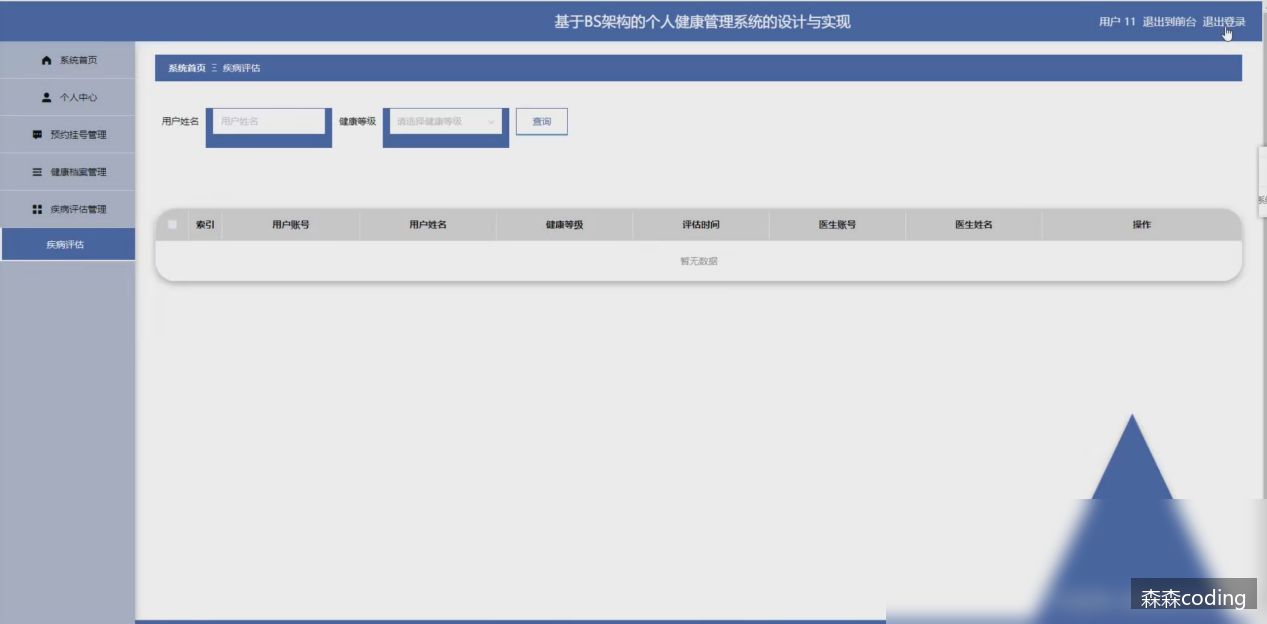 基于BS架构的个人健康管理系统的设计与实现
用户 11 退出到前台 退出登录
系统首页
个人中心
预约挂号管理
健康档案管理
疾病评估管理
疾病评估
系统首页 Ξ 疾病评估
用户姓名 用户姓名 健康等级 请选择健康等级 查询
索引 用户账号 用户姓名 健康等级 评估时间 医生账号 医生姓名 操作
暂无数据
森森coding